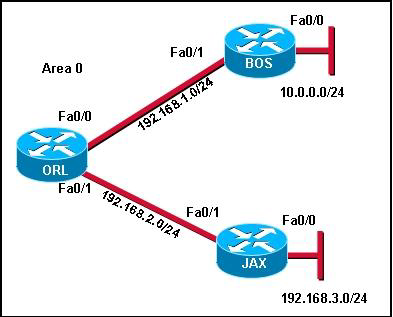 Fa0/0
BOS
Fa0/1
10.0.0.0/24
Area 0
192.168.1.0/24
Fa0/0
ORL
Fa0/1
192.168.2.0/24
Fa0/1
Fa0/0
JAX
192.168.3.0/24